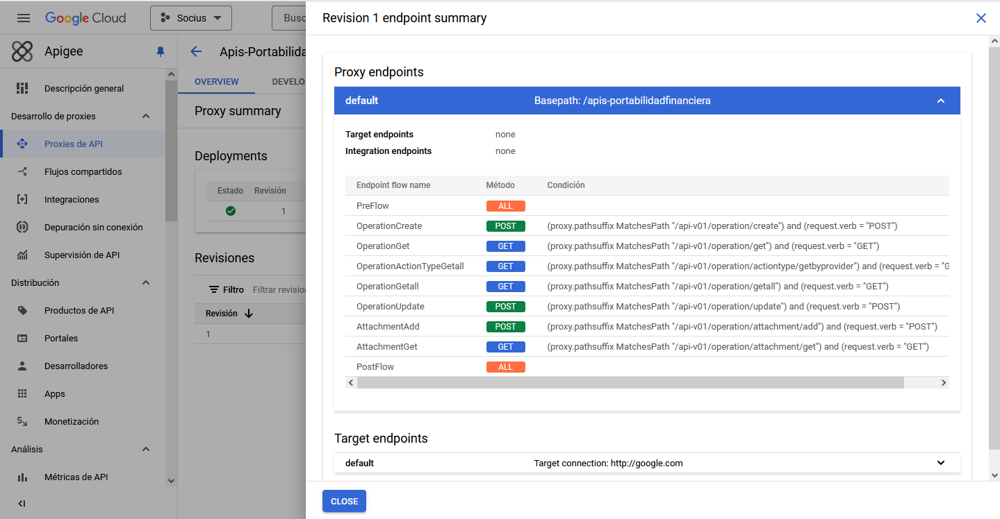 Google Cloud
Socius
Busc
Apigee
Descripción general
Desarrollo de proxies
Proxies de API
Flujos compartidos
Integraciones
Depuración sin conexión
Supervisión de API
Distribución
Productos de API
Portales
Desarrolladores
Apps
Monetización
Análisis
Métricas de API
Apis-Portabilida
OVERVIEW
DEVELO
Proxy summary
Deployments
Estado Revisión
1
Revisiones
Filtro Filtrar revision
Revisión
1
Revision 1 endpoint summary
Proxy endpoints
default Basepath: /apis-portabilidadfinanciera
Target endpoints none
Integration endpoints none
Endpoint flow name Método Condición
PreFlow ALL
OperationCreate POST (proxy.pathsuffix MatchesPath "/api-v01/operation/create") and (request.verb = "POST")
OperationGet GET (proxy.pathsuffix MatchesPath "/api-v01/operation/get") and (request.verb = "GET")
OperationActionTypeGetall GET (proxy.pathsuffix MatchesPath "/api-v01/operation/actiontype/getbyprovider") and (request.verb = "G
OperationGetall GET (proxy.pathsuffix MatchesPath "/api-v01/operation/getall") and (request.verb = "GET")
OperationUpdate POST (proxy.pathsuffix MatchesPath "/api-v01/operation/update") and (request.verb = "POST")
AttachmentAdd POST (proxy.pathsuffix MatchesPath "/api-v01/operation/attachment/add") and (request.verb = "POST")
AttachmentGet GET (proxy.pathsuffix MatchesPath "/api-v01/operation/attachment/get") and (request.verb = "GET")
PostFlow ALL
Target endpoints
default Target connection: http://google.com
CLOSE